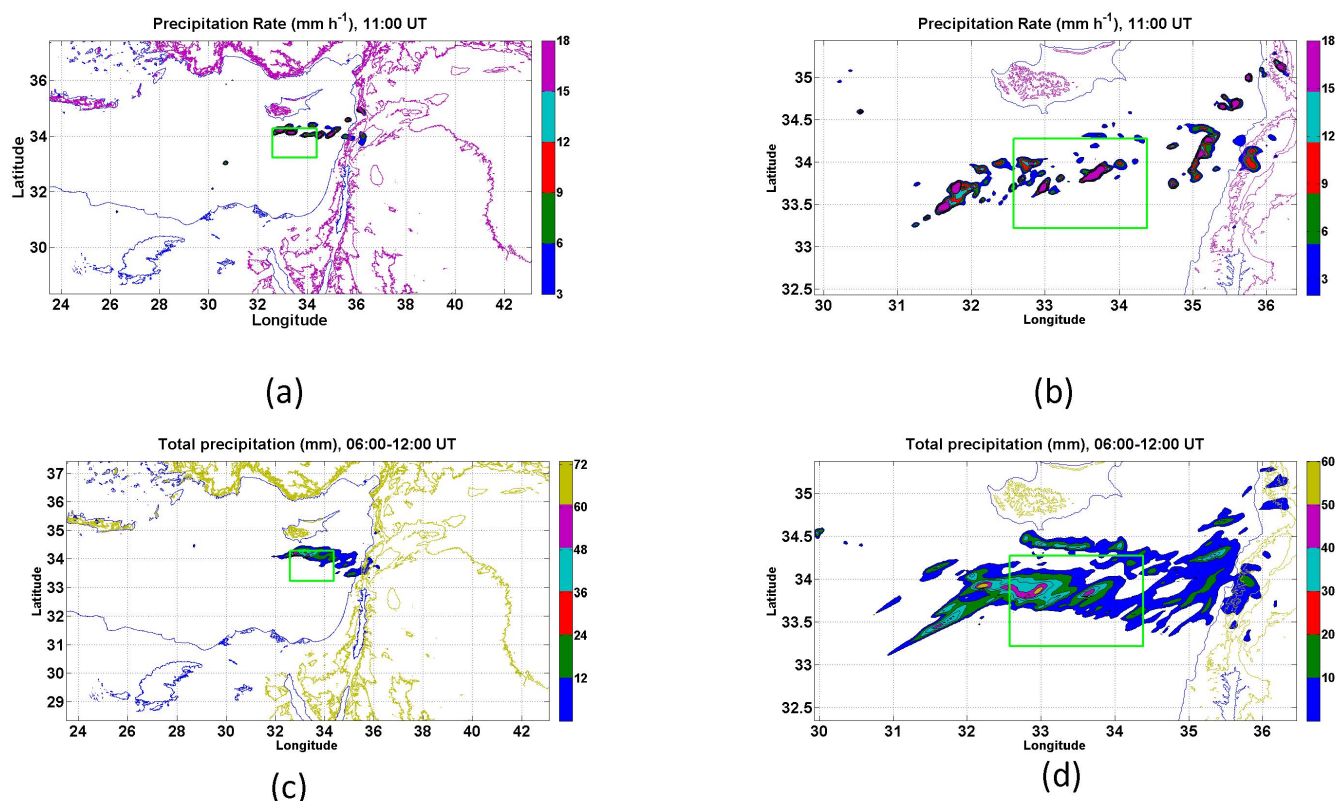 Precipitation Rate (mm h⁻¹), 11:00 UT
Latitude
36
34
32
30
24 26 28 30 32 34 36 38 40 42
Longitude
18
15
12
9
6
3
(a)
Precipitation Rate (mm h⁻¹), 11:00 UT
Latitude
35
34.5
34
33.5
33
32.5
30 31 32 33 34 35 36
Longitude
18
15
12
9
6
3
(b)
Total precipitation (mm), 06:00-12:00 UT
Latitude
37
36
35
34
33
32
31
30
29
24 26 28 30 32 34 36 38 40 42
Longitude
72
60
48
36
24
12
(c)
Total precipitation (mm), 06:00-12:00 UT
Latitude
35
34.5
34
33.5
33
32.5
30 31 32 33 34 35 36
Longitude
60
50
40
30
20
10
(d)